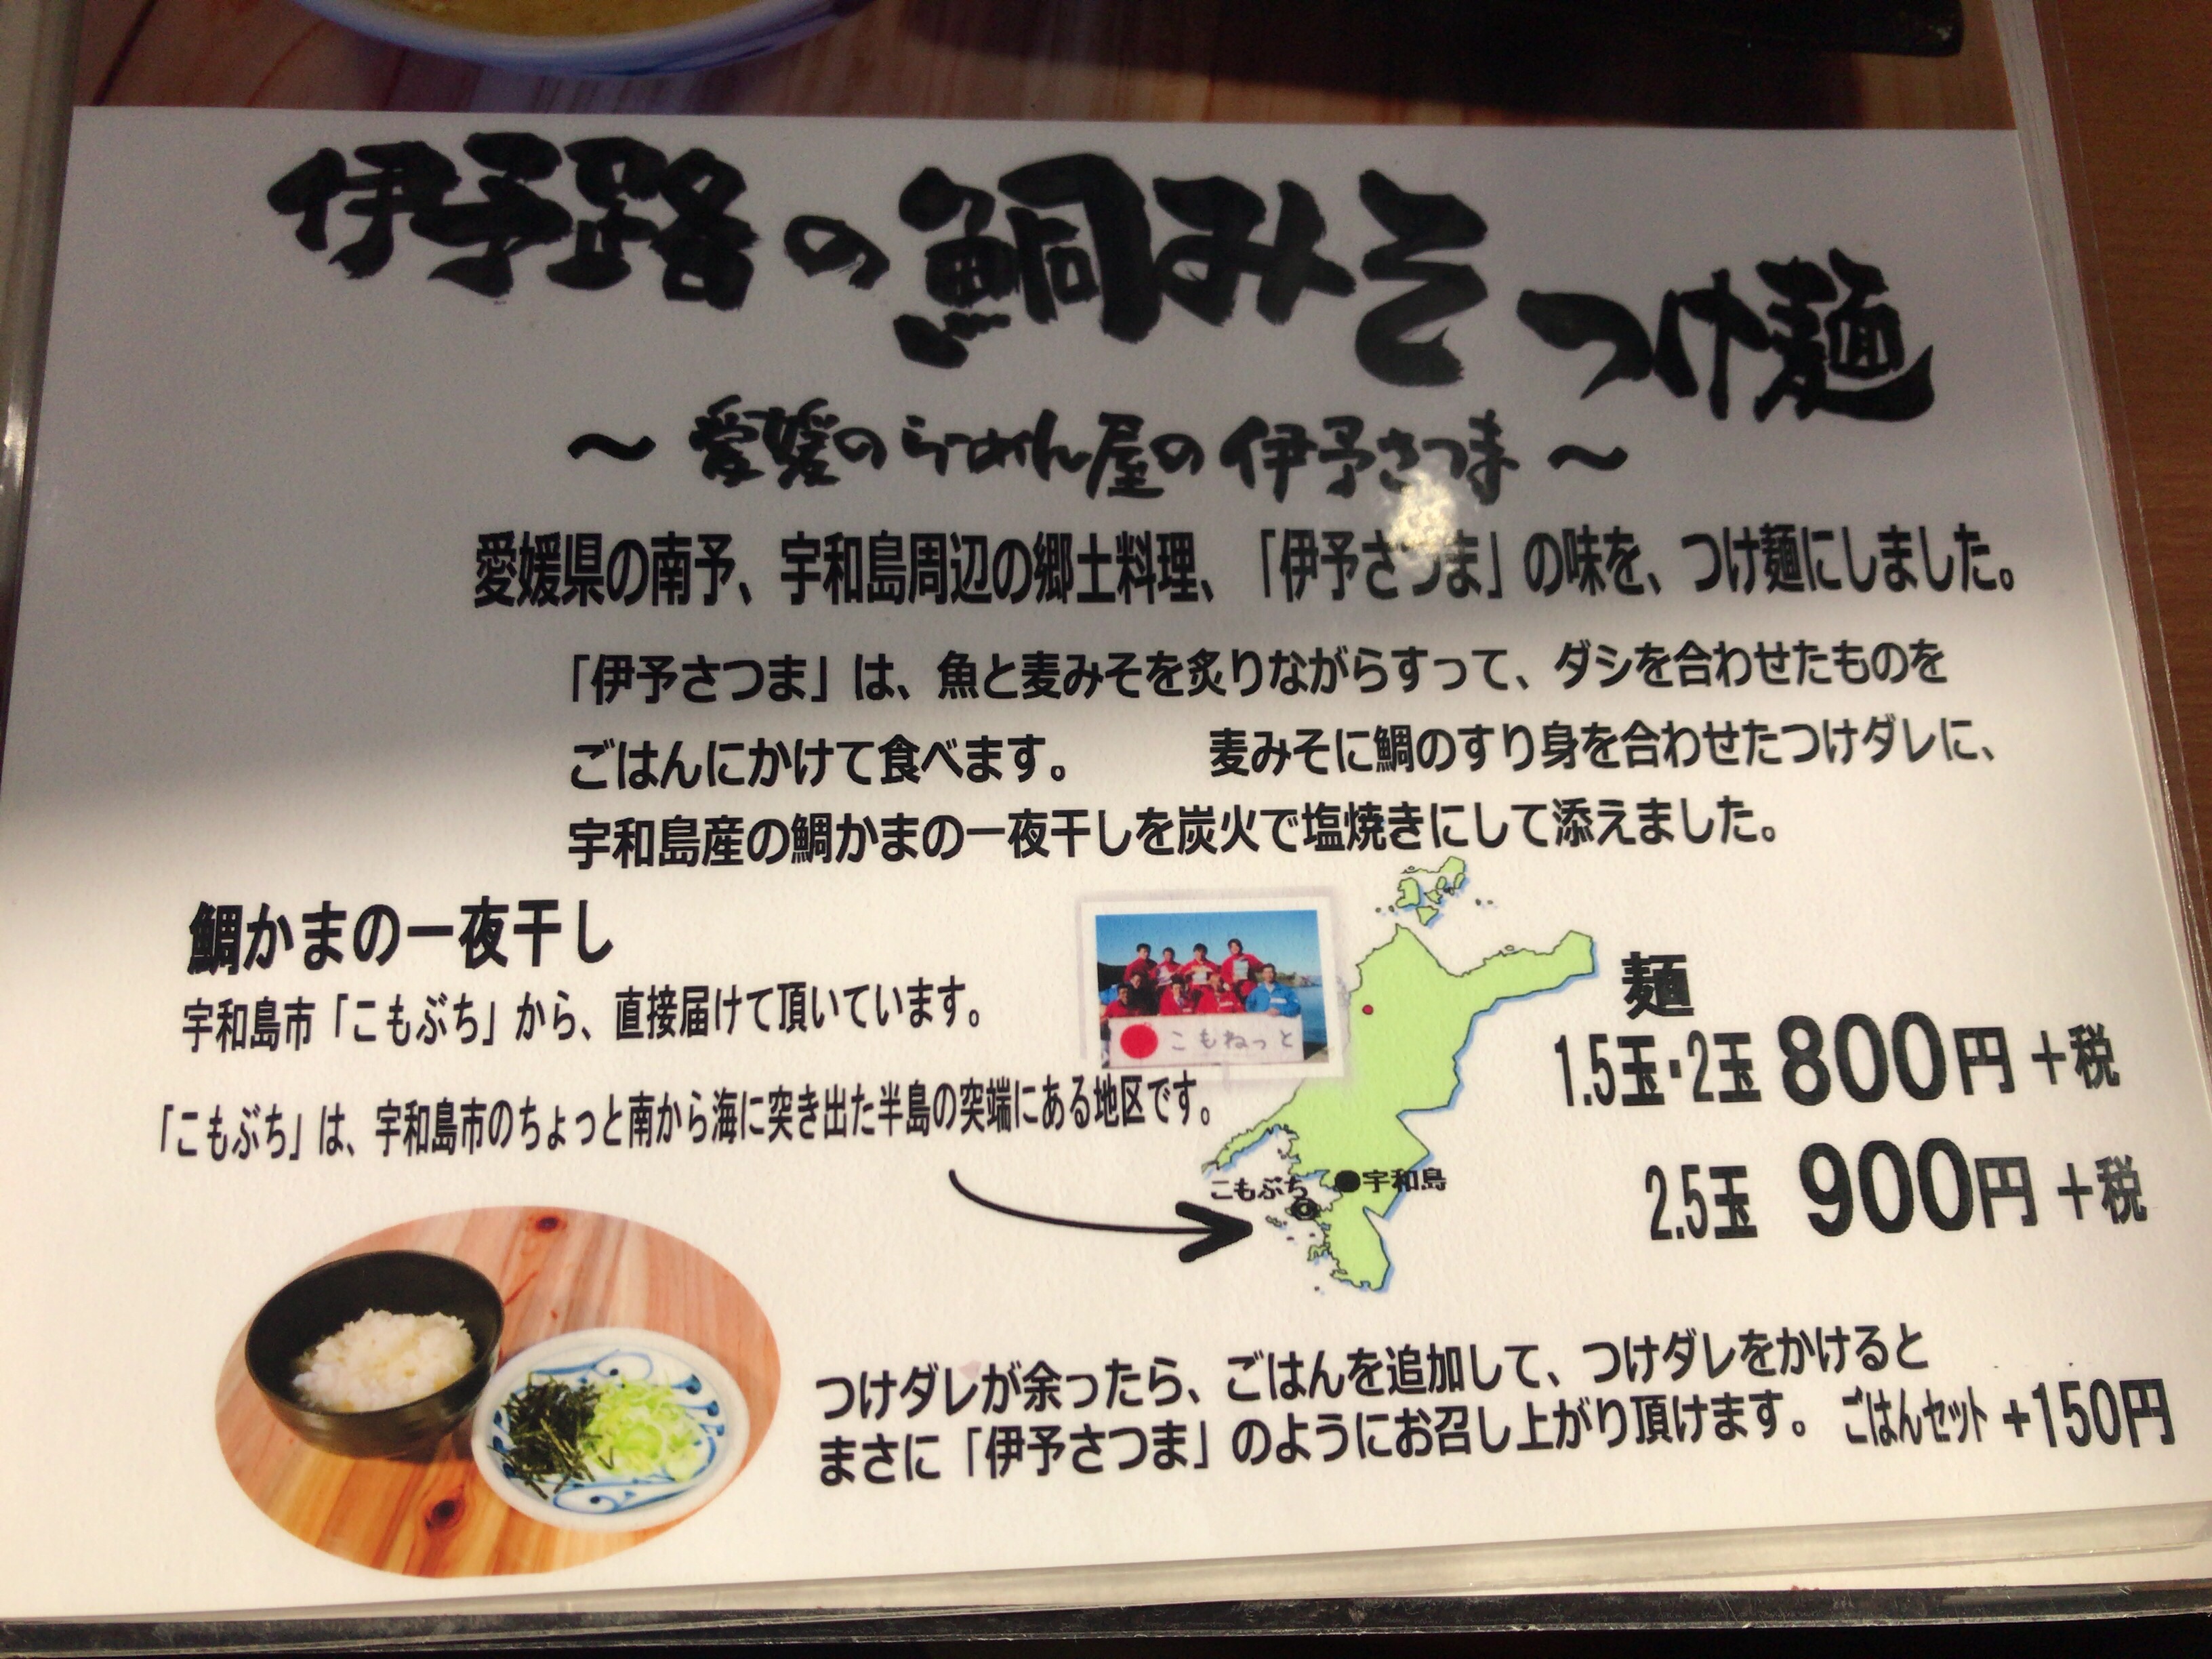 伊予路の鯛みそつけ麺
～愛媛のらーめん屋の伊予さつま～
愛媛県の南予、宇和島周辺の郷土料理、「伊予さつま」の味を、つけ麺にしました。
「伊予さつま」は、魚と麦みそを炙りながらすって、ダシを合わせたものを
ごはんにかけて食べます。 麦みそに鯛のすり身を合わせたつけダレに、
宇和島産の鯛かまの一夜干しを炭火で塩焼きにして添えました。
鯛かまの一夜干し
宇和島市「こもぶち」から、直接届けて頂いています。
こもねっと
「こもぶち」は、宇和島市のちょっと南から海に突き出た半島の突端にある地区です。
こもぶち
宇和島
麺
1.5玉・2玉 800円 +税
2.5玉 900円 +税
つけダレが余ったら、ごはんを追加して、つけダレをかけると
まさに「伊予さつま」のようにお召し上がり頂けます。 ごはんセット +150円